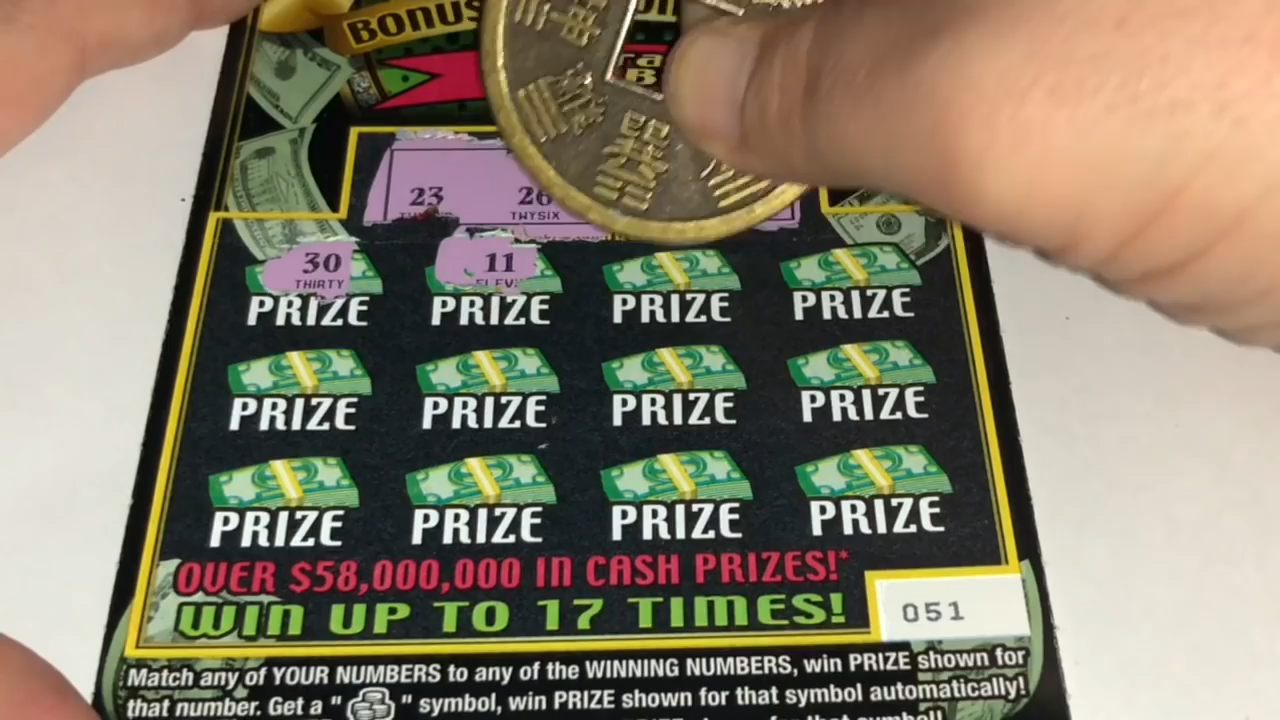 BONUS
23 26
TWYSIX
30 11
THIRTY
PRIZE PRIZE PRIZE PRIZE
PRIZE PRIZE PRIZE PRIZE
PRIZE PRIZE PRIZE PRIZE
OVER $58,000,000 IN CASH PRIZES!*
WIN UP TO 17 TIMES!
051
Match any of YOUR NUMBERS to any of the WINNING NUMBERS, win PRIZE shown for
that number. Get a " " symbol, win PRIZE shown for that symbol automatically!